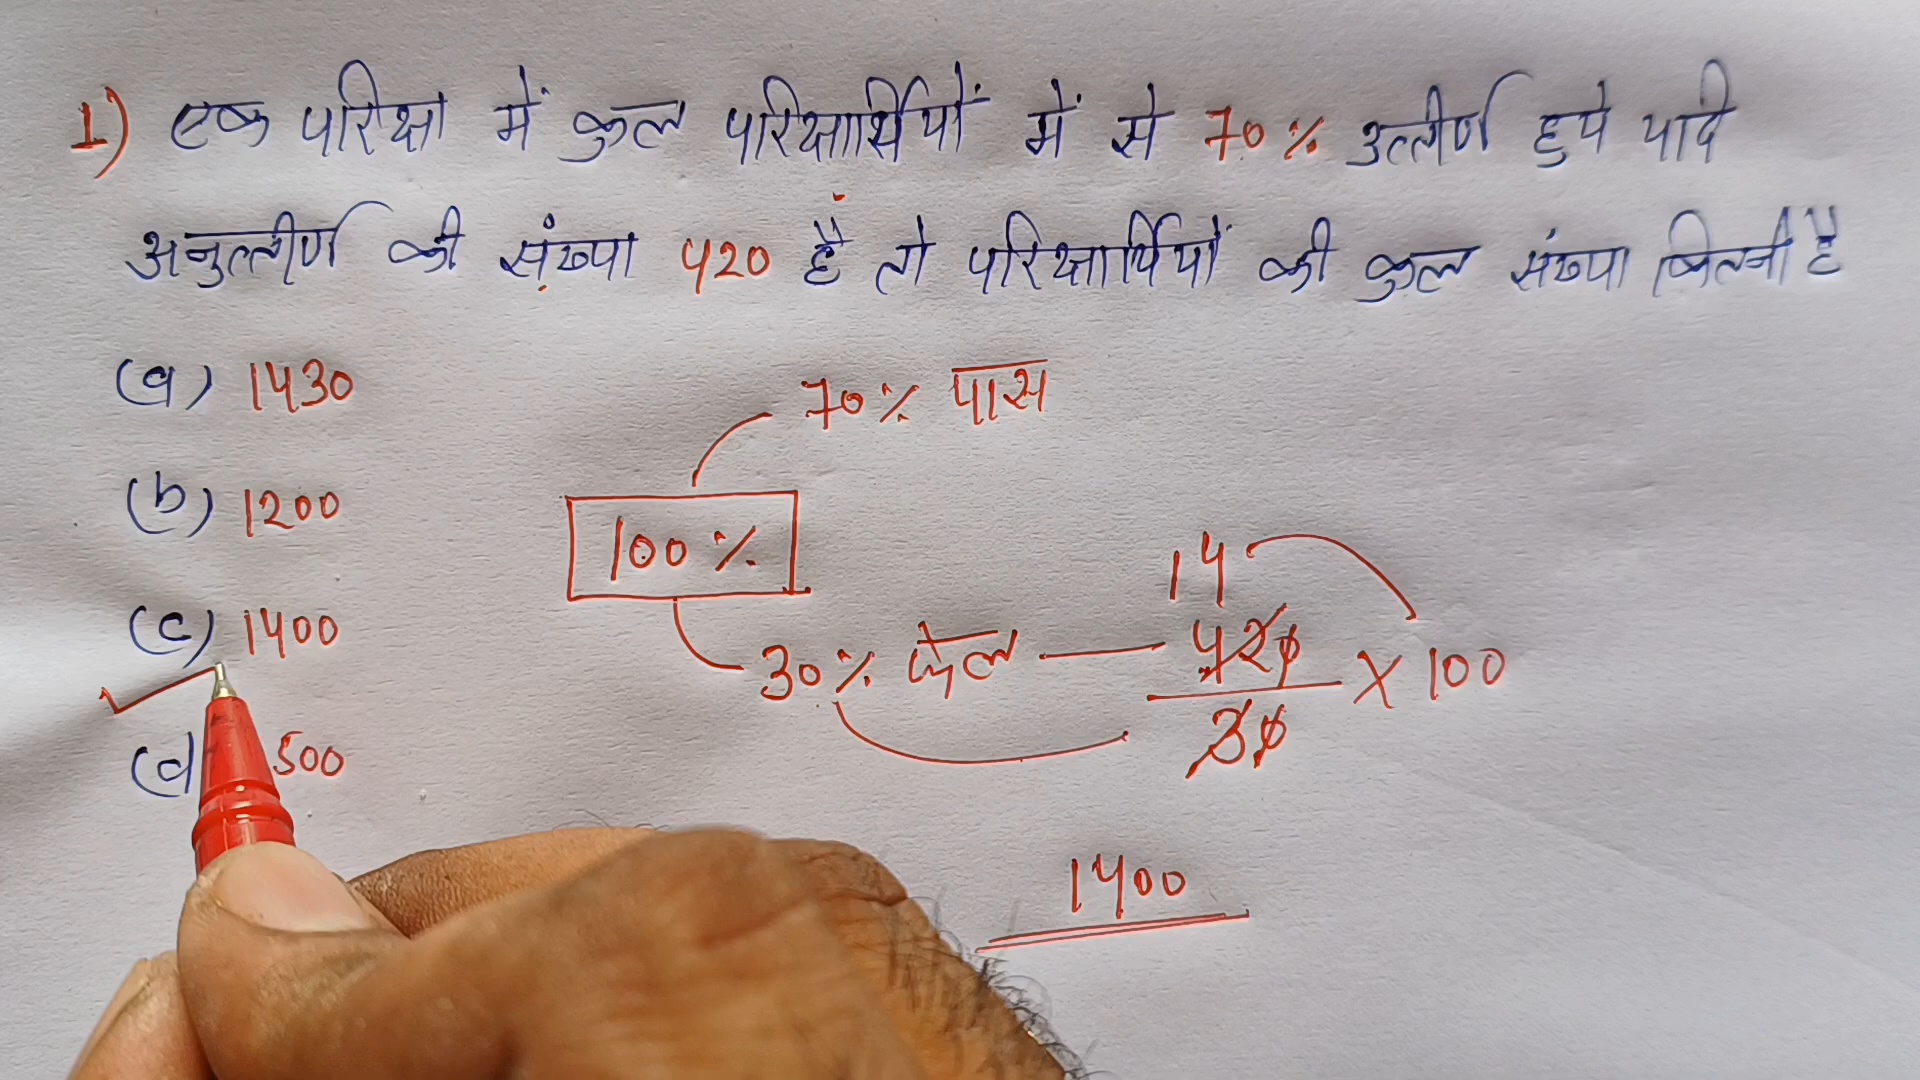 1) एक परिक्षा में कुल परिक्षार्थियों में से 70% उत्तीर्ण हुये यदि
अनुत्तीर्ण की संख्या 420 है तो परिक्षार्थियों की कुल संख्या कितनी है
(a) 1430
(b) 1200
(c) 1400
(d) 500
70% पास
100%
30% फेल — 420 × 100
14
30
1400